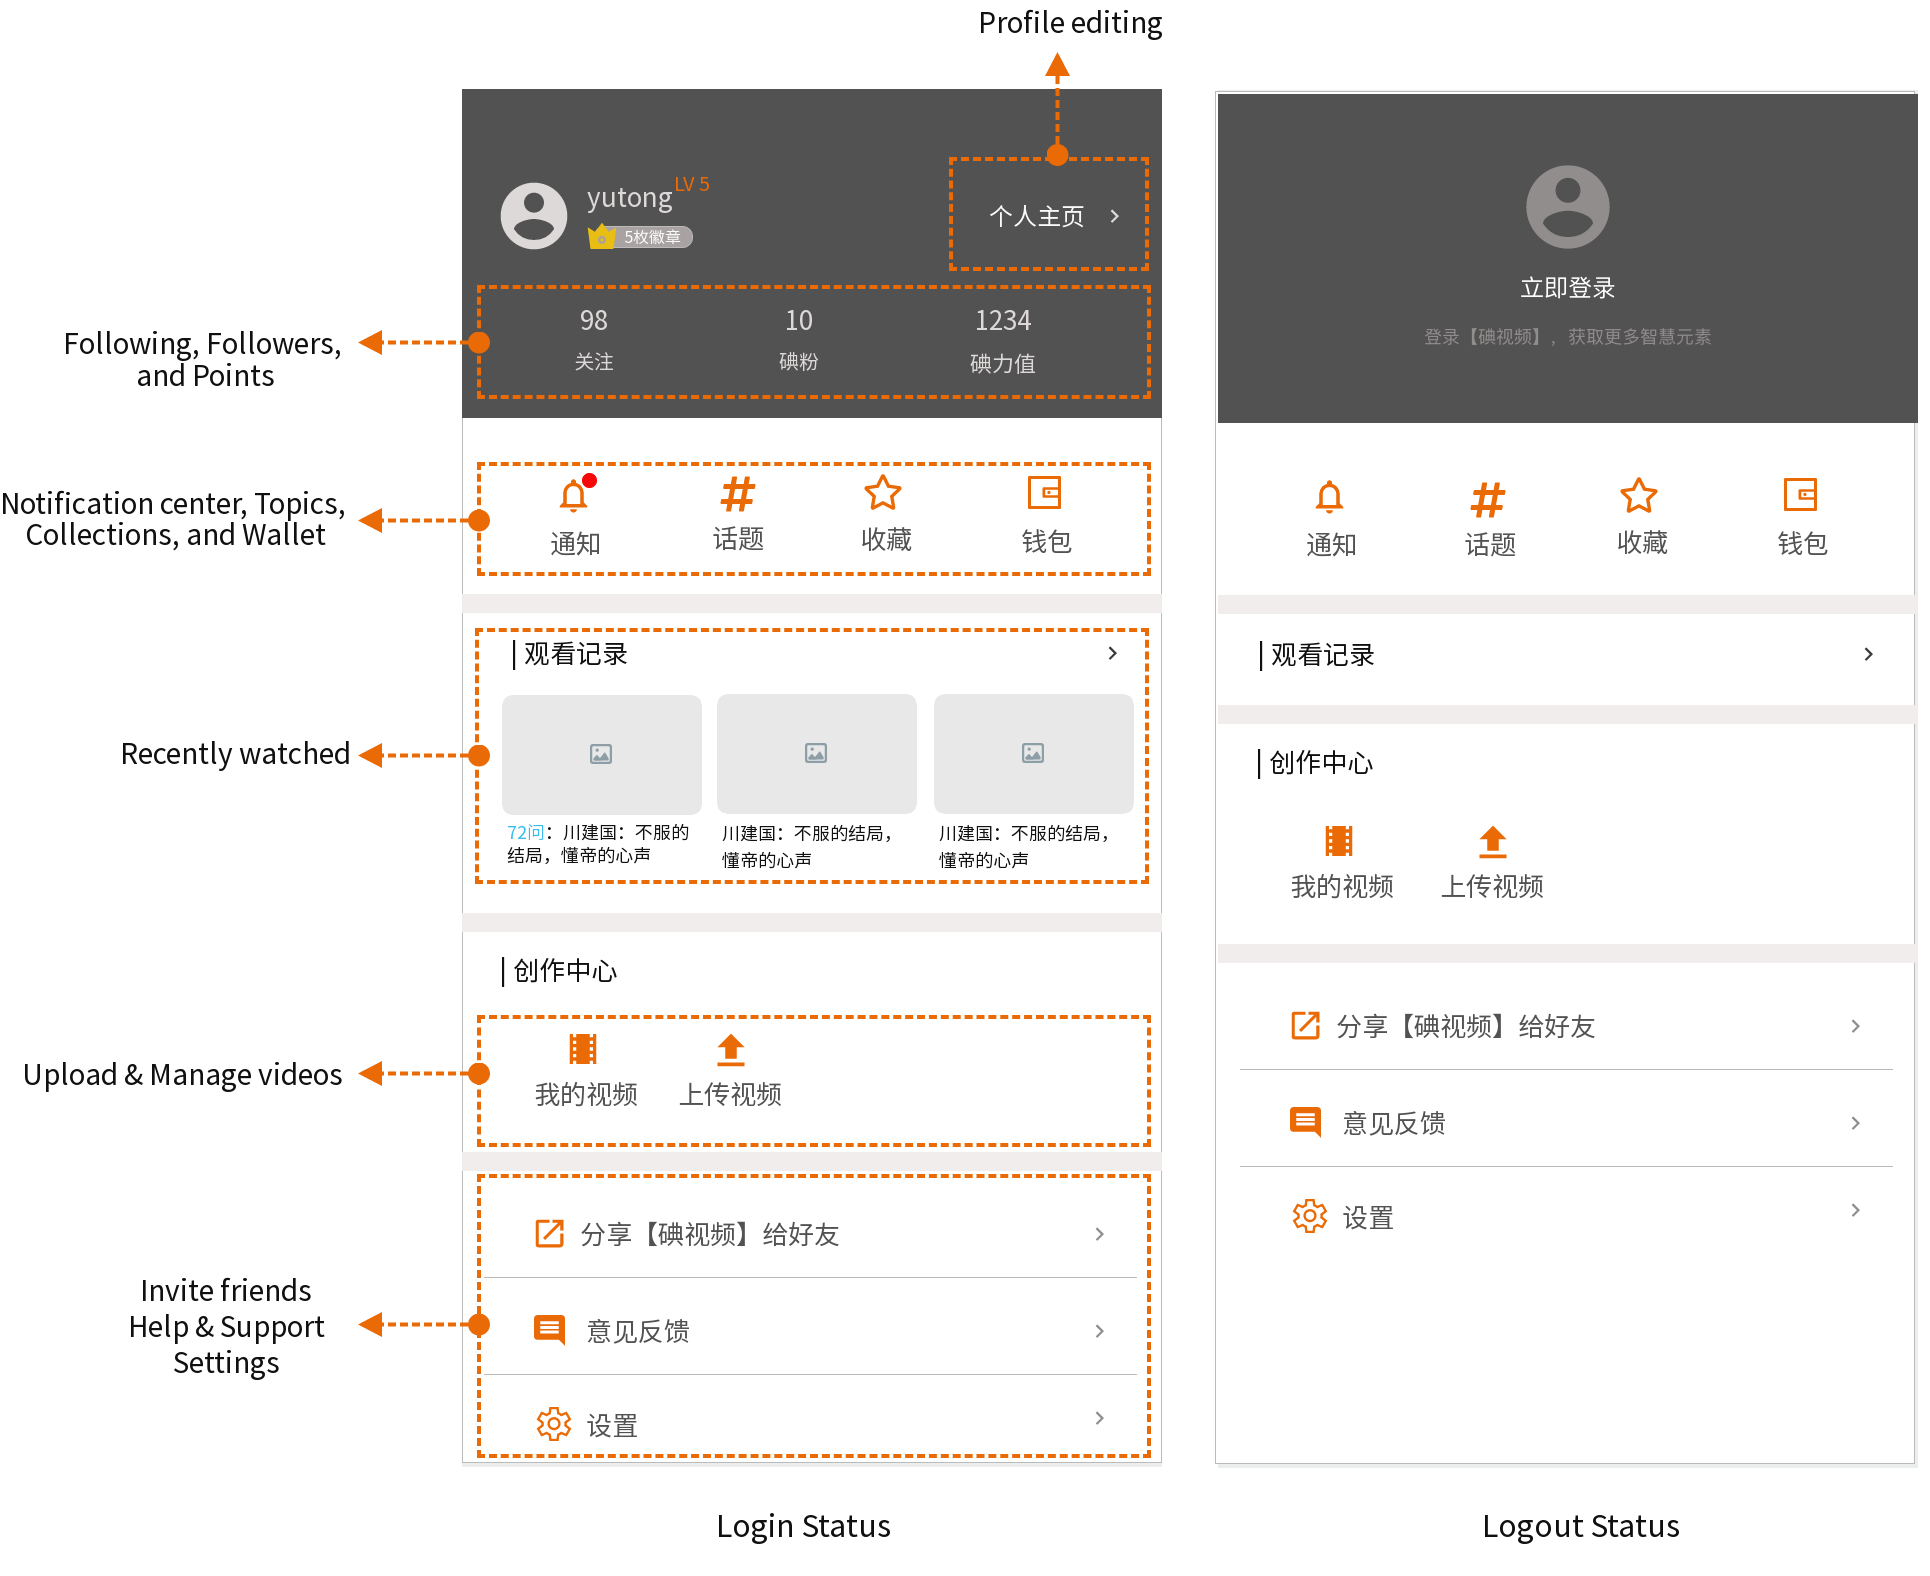 Profile editing
yutong LV 5
5枚徽章
个人主页
98 10 1234
关注 碘粉 碘力值
Following, Followers,
and Points
通知 话题 收藏 钱包
Notification center, Topics,
Collections, and Wallet
观看记录
Recently watched
72问：川建国：不服的
结局，懂帝的心声
川建国：不服的结局，
懂帝的心声
川建国：不服的结局，
懂帝的心声
创作中心
我的视频 上传视频
Upload & Manage videos
分享【碘视频】给好友
意见反馈
设置
Invite friends
Help & Support
Settings
Login Status
立即登录
登录【碘视频】，获取更多智慧元素
通知 话题 收藏 钱包
观看记录
创作中心
我的视频 上传视频
分享【碘视频】给好友
意见反馈
设置
Logout Status